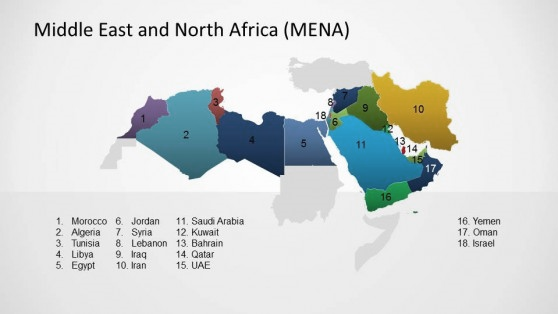 Middle East and North Africa (MENA)
1
2
3
4
5
6
7
8
18
9
10
11
12
13
14
15
16
17
1. Morocco
2. Algeria
3. Tunisia
4. Libya
5. Egypt
6. Jordan
7. Syria
8. Lebanon
9. Iraq
10. Iran
11. Saudi Arabia
12. Kuwait
13. Bahrain
14. Qatar
15. UAE
16. Yemen
17. Oman
18. Israel